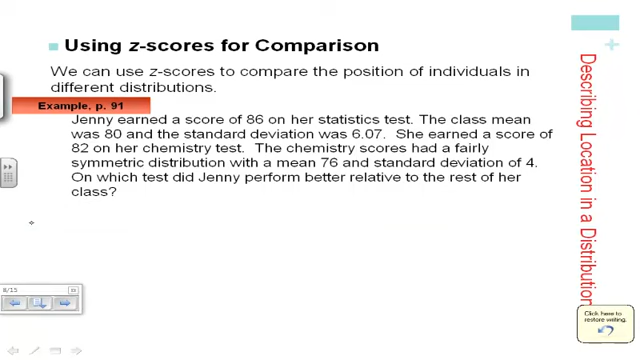 Using z-scores for Comparison
We can use z-scores to compare the position of individuals in
different distributions.
Example, p. 91
Jenny earned a score of 86 on her statistics test. The class mean
was 80 and the standard deviation was 6.07. She earned a score of
82 on her chemistry test. The chemistry scores had a fairly
symmetric distribution with a mean 76 and standard deviation of 4.
On which test did Jenny perform better relative to the rest of her
class?
+
Describing Location in a Distribution
8/15
Click here to
restore writing.